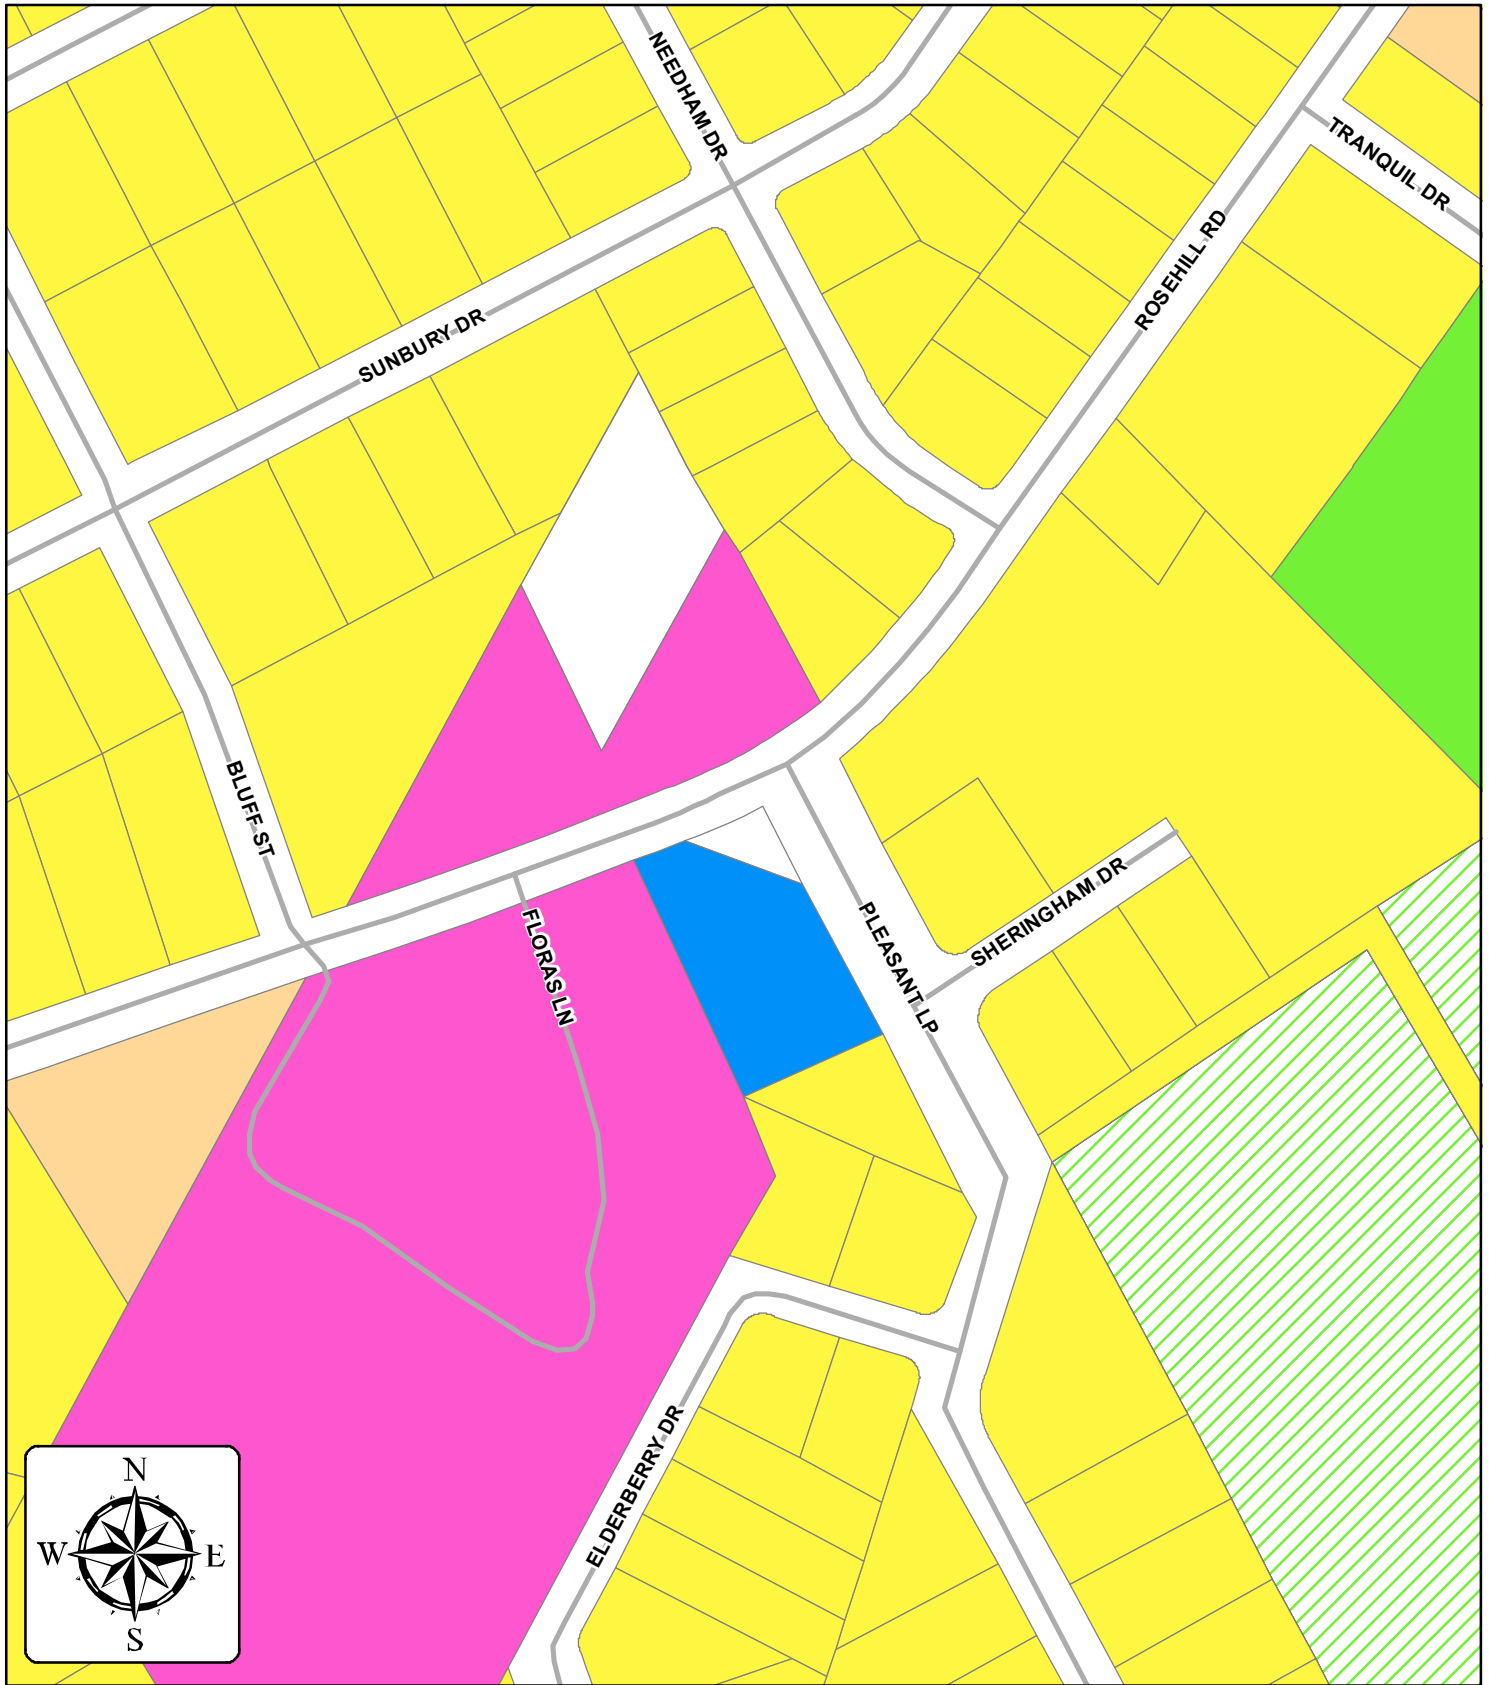 NEEDHAM DR
TRANQUIL DR
ROSEHILL RD
SUNBURY DR
BLUFF ST
SHERINGHAM DR
PLEASANT LP
FLORAS LN
ELDERBERRY DR
N
W E
S